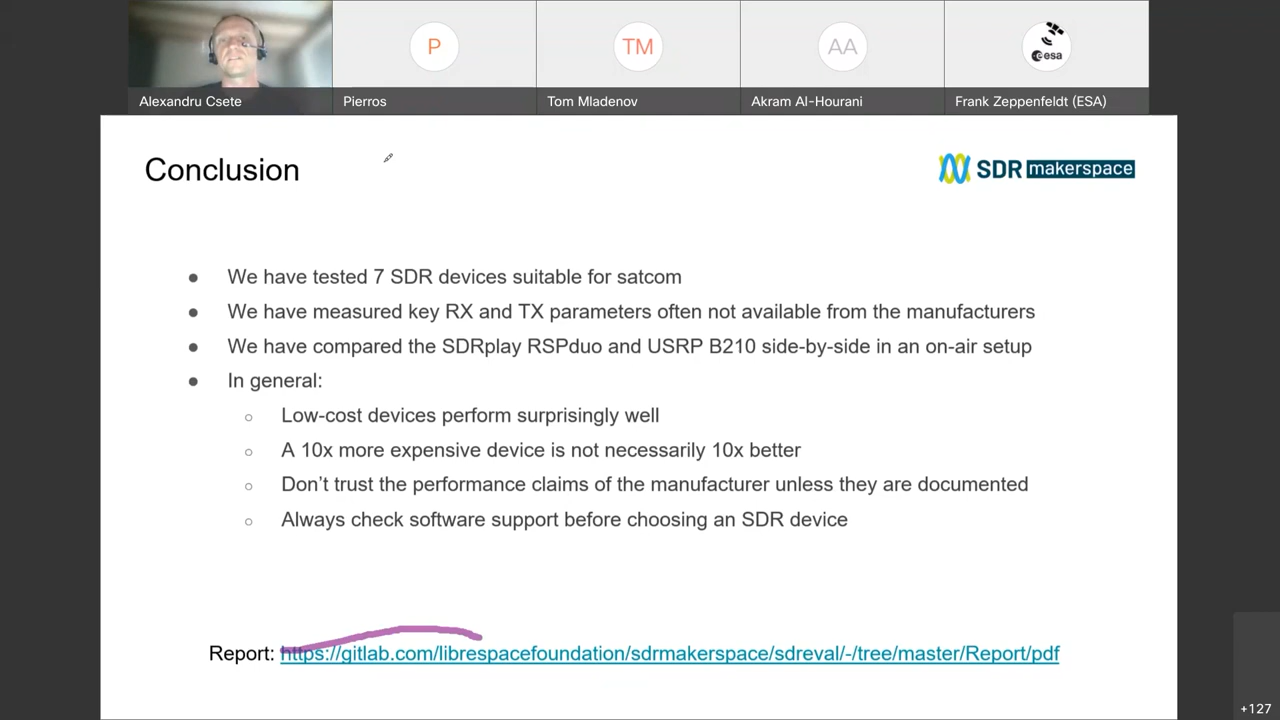 P
TM
AA
esa
Alexandru Csete
Pierros
Tom Mladenov
Akram Al-Hourani
Frank Zeppenfeldt (ESA)
Conclusion
SDR makerspace
● We have tested 7 SDR devices suitable for satcom
● We have measured key RX and TX parameters often not available from the manufacturers
● We have compared the SDRplay RSPduo and USRP B210 side-by-side in an on-air setup
● In general:
○ Low-cost devices perform surprisingly well
○ A 10x more expensive device is not necessarily 10x better
○ Don’t trust the performance claims of the manufacturer unless they are documented
○ Always check software support before choosing an SDR device
Report: https://gitlab.com/librespacefoundation/sdrmakerspace/sdreval/-/tree/master/Report/pdf
+127